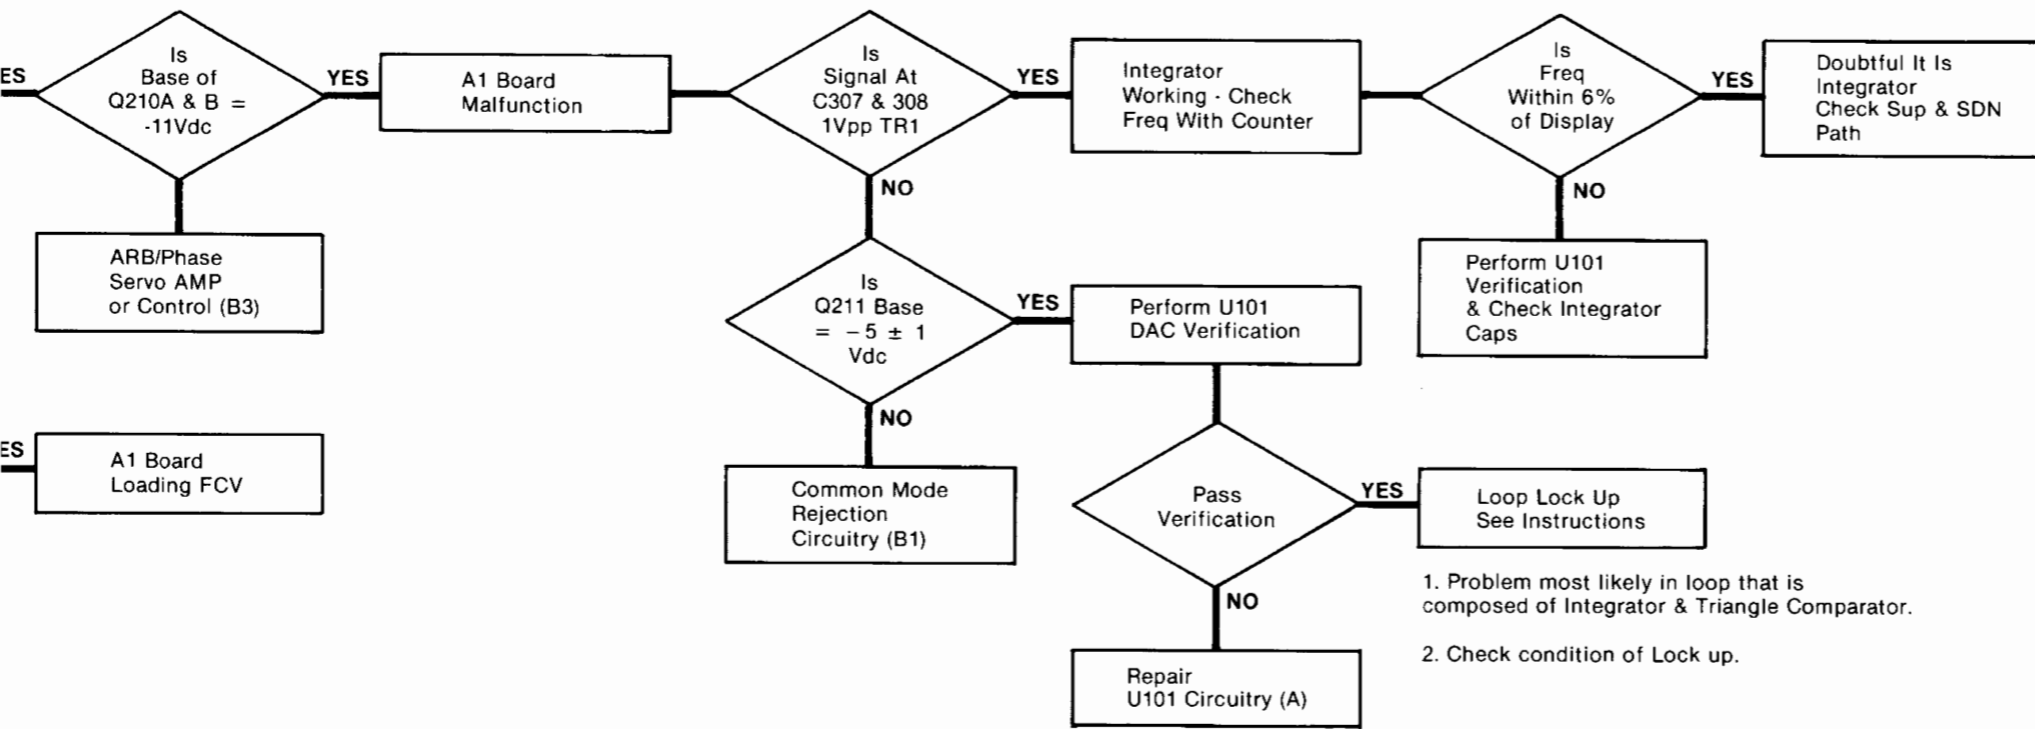 ES
Is
Base of
Q210A & B =
-11Vdc
YES
A1 Board
Malfunction
Is
Signal At
C307 & 308
1Vpp TR1
YES
Integrator
Working - Check
Freq With Counter
Is
Freq
Within 6%
of Display
YES
Doubtful It Is
Integrator
Check Sup & SDN
Path
NO
NO
ARB/Phase
Servo AMP
or Control (B3)
Is
Q211 Base
= -5 ± 1
Vdc
YES
Perform U101
DAC Verification
Perform U101
Verification
& Check Integrator
Caps
NO
ES
A1 Board
Loading FCV
Common Mode
Rejection
Circuitry (B1)
Pass
Verification
YES
Loop Lock Up
See Instructions
NO
1. Problem most likely in loop that is
composed of Integrator & Triangle Comparator.
2. Check condition of Lock up.
Repair
U101 Circuitry (A)